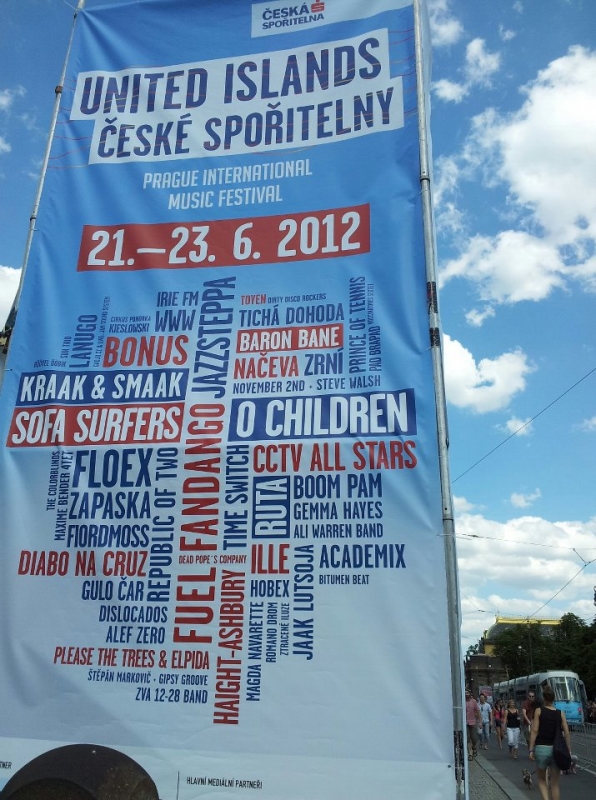 ČESKÁ
SPOŘITELNA
UNITED ISLANDS
ČESKÉ SPOŘITELNY
PRAGUE INTERNATIONAL
MUSIC FESTIVAL
21.—23. 6. 2012
IRIE FM
WWW
LANUGO
KIESLOWSKI
BONUS
JAZZSTEPPA
TOYEN DIRTY DISCO ROCKERS
TICHÁ DOHODA
BARON BANE
NAČEVA ZRNÍ
PRINCE OF TENNIS
NOVEMBER 2ND • STEVE WALSH
KRAAK & SMAAK
SOFA SURFERS
O CHILDREN
FUEL FANDANGO
CCTV ALL STARS
THE COLORBLINDS
MAXIME BENDER 4TET
FLOEX
ZAPASKA
FIORDMOSS
REPUBLIC OF TWO
TIME SWITCH
RUTA
BOOM PAM
GEMMA HAYES
ALI WARREN BAND
DIABO NA CRUZ
DEAD POPE´S COMPANY
ILLE
ACADEMIX
BITUMEN BEAT
GULO ČAR
HOBEX
JAAK LUTSOJA
DISLOCADOS
ALEF ZERO
HAIGHT-ASHBURY
MAGDA NAVARETTE
ROMANO DROM
ZTRACENE ILUZE
PLEASE THE TREES & ELPIDA
ŠTĚPÁN MARKOVIČ • GIPSY GROOVE
ZVA 12-28 BAND
HLAVNÍ MEDIÁLNÍ PARTNEŘI